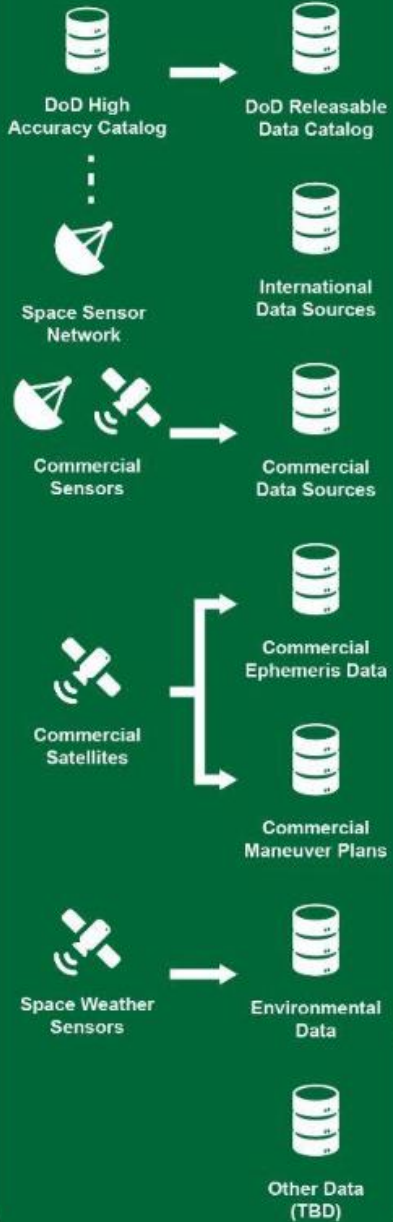 DoD High
Accuracy Catalog
DoD Releasable
Data Catalog
Space Sensor
Network
International
Data Sources
Commercial
Sensors
Commercial
Data Sources
Commercial
Ephemeris Data
Commercial
Satellites
Commercial
Maneuver Plans
Space Weather
Sensors
Environmental
Data
Other Data
(TBD)